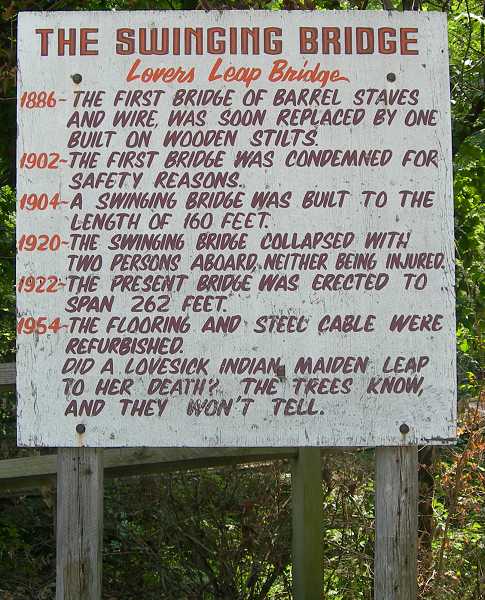 THE SWINGING BRIDGE
Lovers Leap Bridge
1886~THE FIRST BRIDGE OF BARREL STAVES
AND WIRE, WAS SOON REPLACED BY ONE
BUILT ON WOODEN STILTS.
1902~THE FIRST BRIDGE WAS CONDEMNED FOR
SAFETY REASONS.
1904~A SWINGING BRIDGE WAS BUILT TO THE
LENGTH OF 160 FEET.
1920~THE SWINGING BRIDGE COLLAPSED WITH
TWO PERSONS ABOARD, NEITHER BEING INJURED.
1922~THE PRESENT BRIDGE WAS ERECTED TO
SPAN 262 FEET.
1954~THE FLOORING AND STEEL CABLE WERE
REFURBISHED.
DID A LOVESICK INDIAN MAIDEN LEAP
TO HER DEATH? THE TREES KNOW,
AND THEY WON'T TELL.